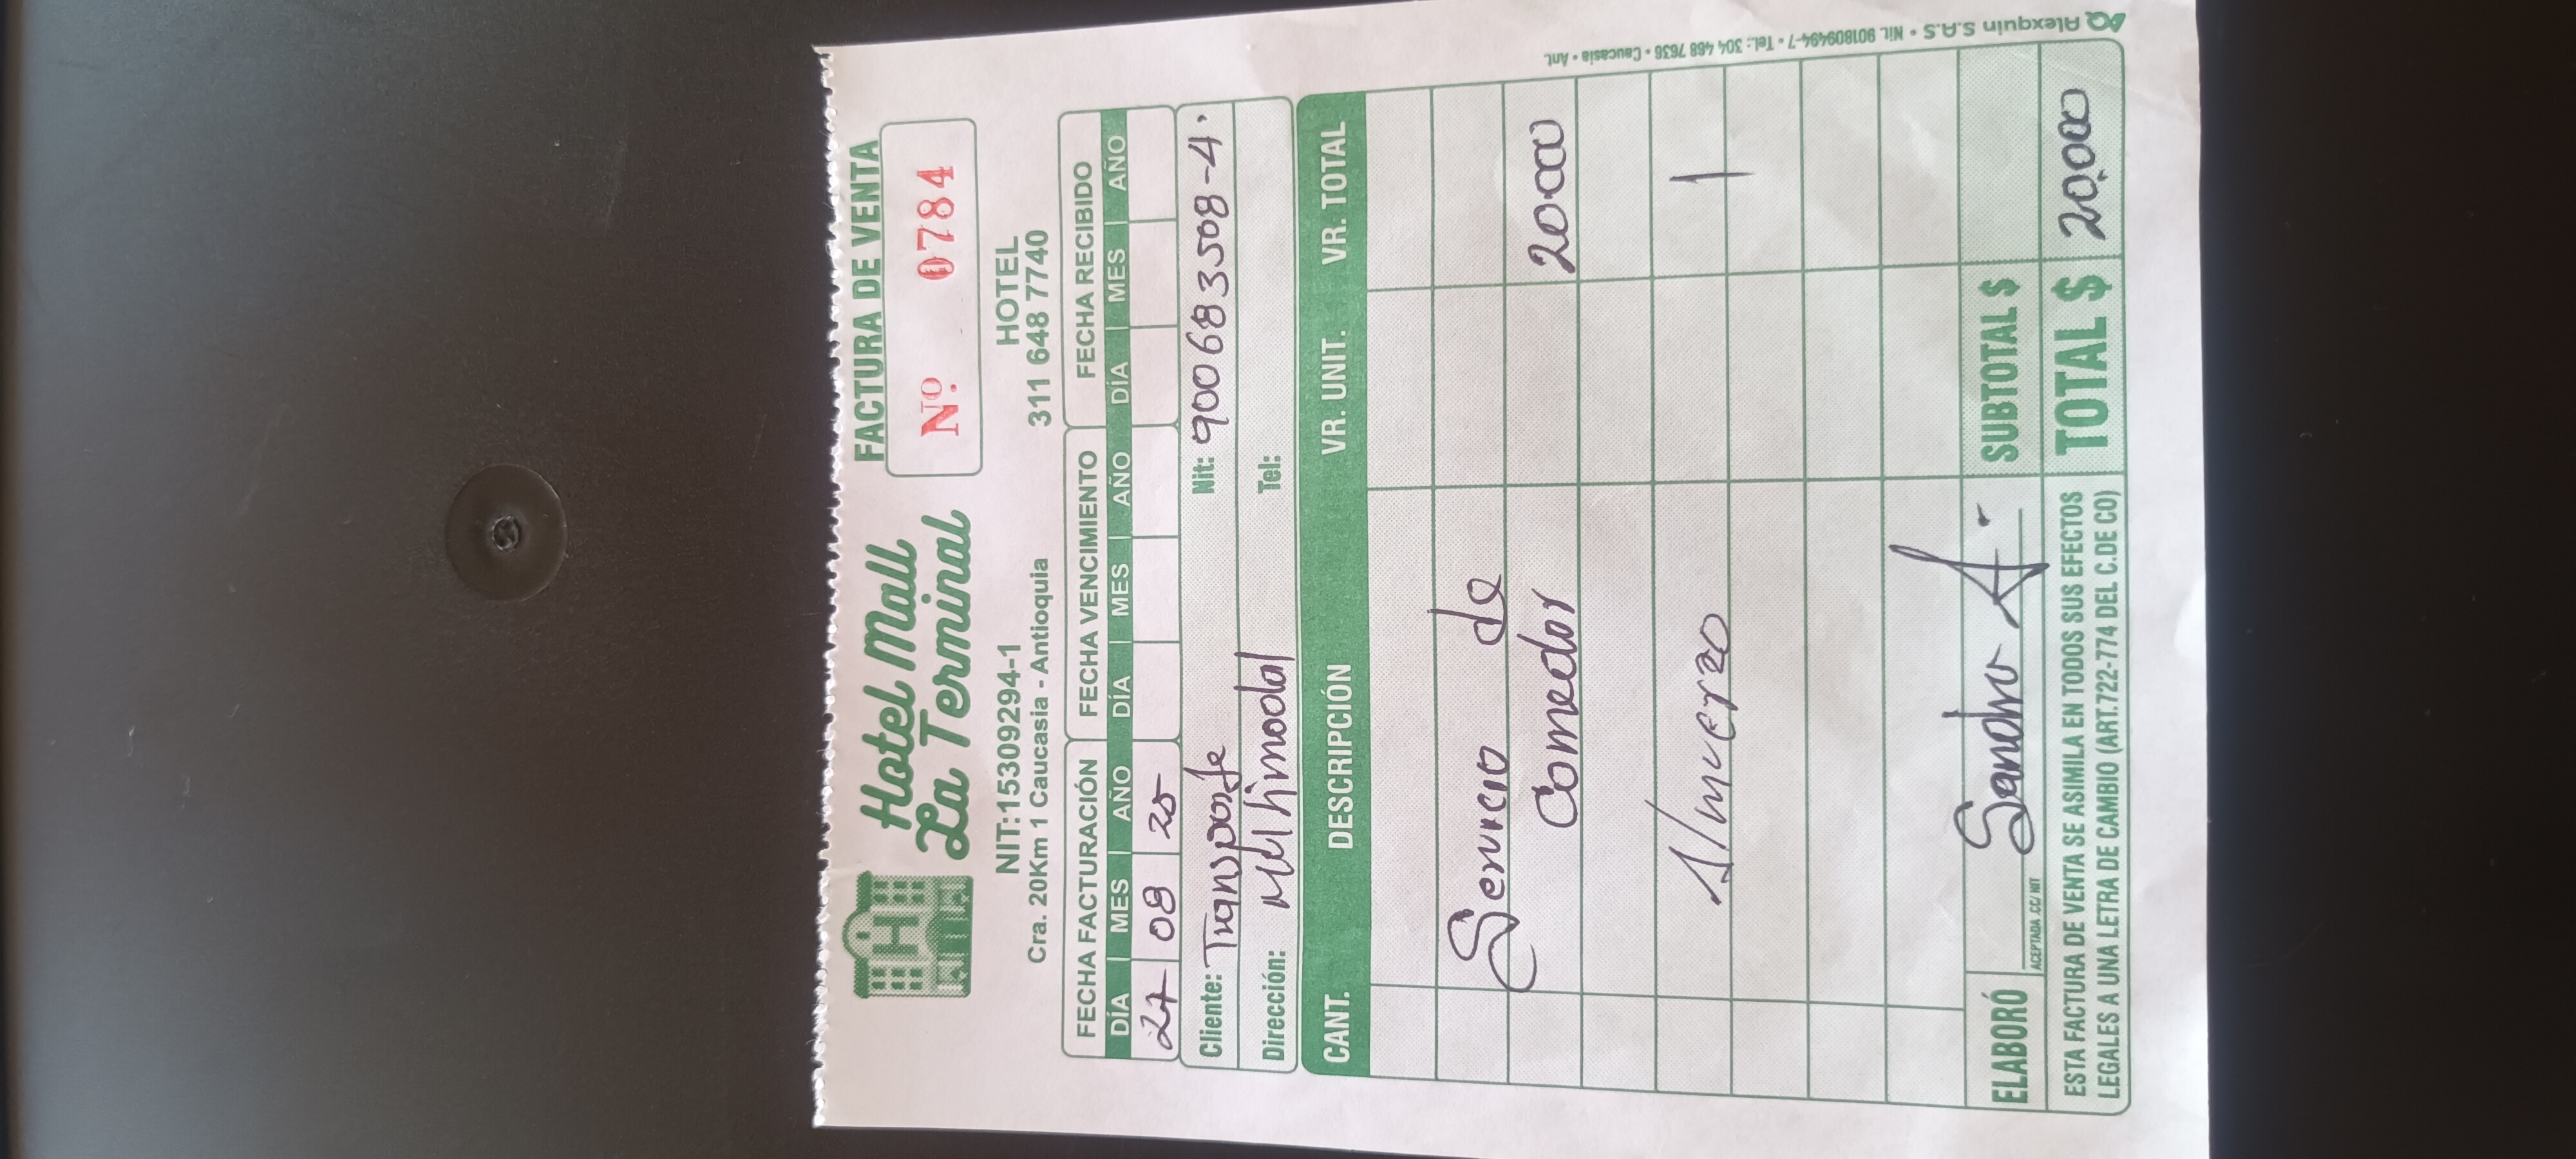 Hotel Mall
La Terminal
FACTURA DE VENTA
Nº. 0784
NIT:15309294-1
Cra. 20Km 1 Caucasia - Antioquia
HOTEL
311 648 7740
FECHA FACTURACIÓN FECHA VENCIMIENTO FECHA RECIBIDO
DÍA MES AÑO DÍA MES AÑO DÍA MES AÑO
27 08 25
Cliente: Transporte Nit: 900683508-4.
Dirección: Multimodal Tel:
CANT. DESCRIPCIÓN VR. UNIT. VR. TOTAL
Servicio de
Comedor 20000
Almuerzo 1
ELABORÓ Sandro A. SUBTOTAL $
ACEPTADA .CC/ NIT
ESTA FACTURA DE VENTA SE ASIMILA EN TODOS SUS EFECTOS
LEGALES A UNA LETRA DE CAMBIO (ART.722-774 DEL C.DE CO)
TOTAL $ 20,000
Alexquin S.A.S • Nit. 901809494-7 • Tel.: 304 468 7636 • Caucasia • Ant.